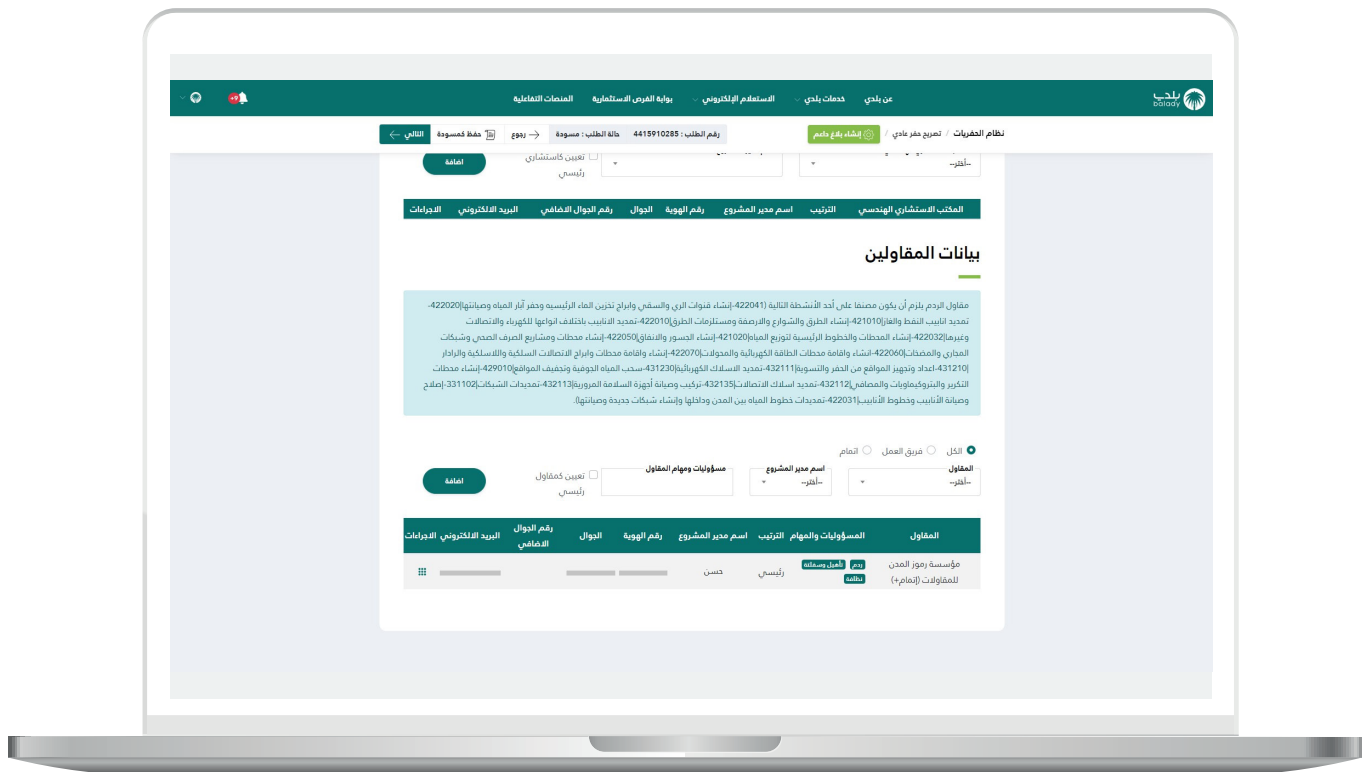 بلدي
balady
عن بلدي خدمات بلدي الاستعلام الإلكتروني بوابة الفرص الاستثمارية المنصات التفاعلية
+9
نظام الحفريات / تصريح حفر عادي / إنشاء بلاغ داعم رقم الطلب : 4415910285 حالة الطلب : مسودة رجوع حفظ كمسودة التالي
--أختر--
تعيين كاستشاري
رئيسي
اضافة
المكتب الاستشاري الهندسي الترتيب اسم مدير المشروع رقم الهوية الجوال رقم الجوال الاضافي البريد الالكتروني الاجراءات
بيانات المقاولين
مقاول الردم يلزم أن يكون مصنفا على أحد الأنشطة التالية (422041-إنشاء قنوات الري والسقي وابراج تخزين الماء الرئيسيه وحفر آبار المياه وصيانتها|422020-
تمديد انابيب النفط والغاز|421010-إنشاء الطرق والشوارع والارصفة ومستلزمات الطرق|422010-تمديد الانابيب باختلاف انواعها للكهرباء والاتصالات
وغيرها|422032-إنشاء المحطات والخطوط الرئيسية لتوزيع المياه|421020-إنشاء الجسور والانفاق|422050-إنشاء محطات ومشاريع الصرف الصحي وشبكات
المجاري والمضخات|422060-انشاء واقامة محطات الطاقة الكهربائية والمحولات|422070-إنشاء واقامة محطات وابراج الاتصالات السلكية واللاسلكية والرادار
|431210-اعداد وتجهيز المواقع من الحفر والتسوية|432111-تمديد الاسلاك الكهربائية|431230-سحب المياه الجوفية وتجفيف المواقع|429010-إنشاء محطات
التكرير والبتروكيماويات والمصافي|432112-تمديد اسلاك الاتصالات|432135-تركيب وصيانة أجهزة السلامة المرورية|432113-تمديدات الشبكات|331102-إصلاح
وصيانة الأنابيب وخطوط الأنابيب|422031-تمديدات خطوط المياه بين المدن وداخلها وإنشاء شبكات جديدة وصيانتها).
الكل فريق العمل اتمام
المقاول اسم مدير المشروع مسؤوليات ومهام المقاول
--أختر-- --أختر--
تعيين كمقاول
رئيسي
اضافة
المقاول المسؤوليات والمهام الترتيب اسم مدير المشروع رقم الهوية الجوال رقم الجوال الاضافي البريد الالكتروني الاجراءات
مؤسسة رموز المدن
للمقاولات (إتمام+)
ردم تأهيل وسفلتة
نظافة
رئيسي حسن